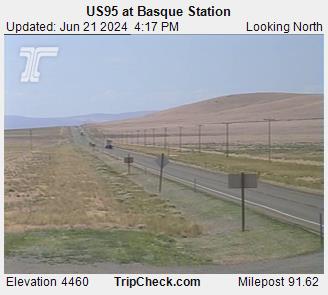 US95 at Basque Station
Updated: Jun 21 2024 4:17 PM Looking North
Elevation 4460 TripCheck.com Milepost 91.62